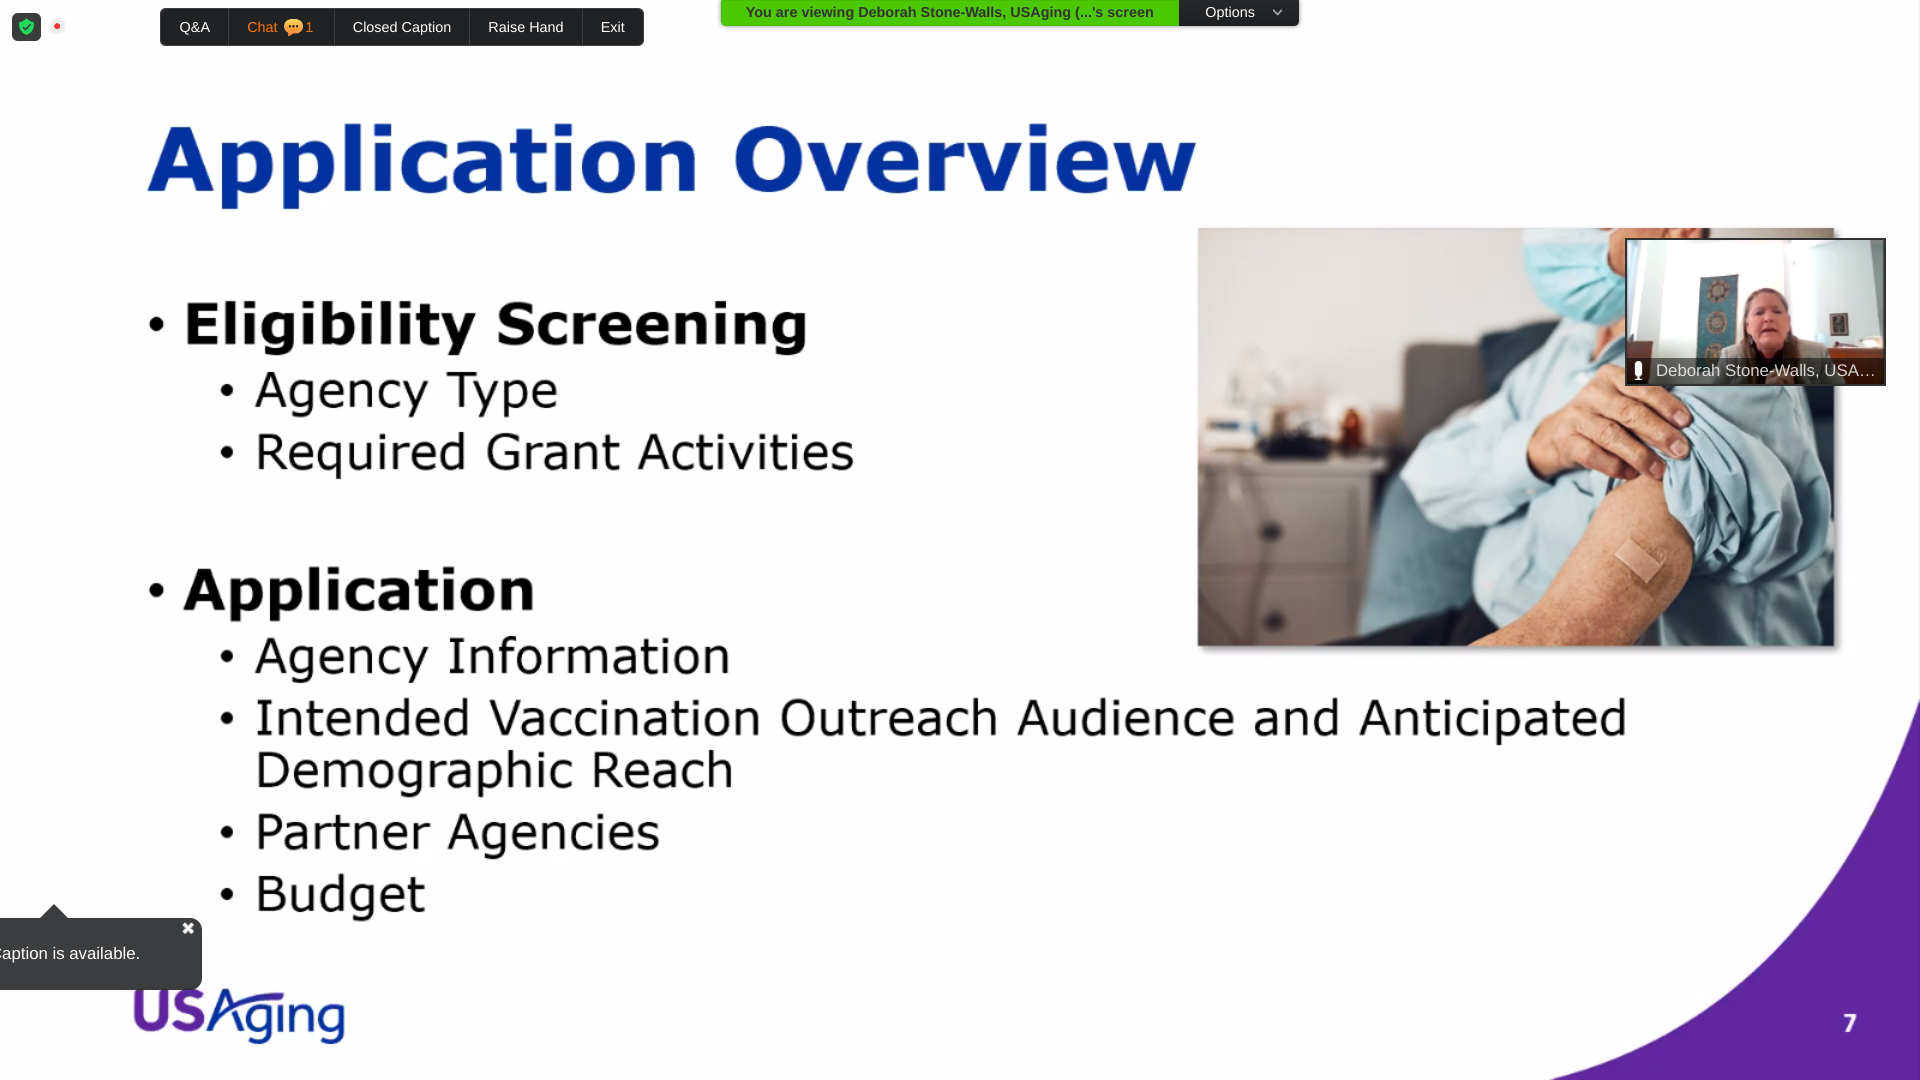 Q&A Chat 1 Closed Caption Raise Hand Exit
You are viewing Deborah Stone-Walls, USAging (...'s screen Options
Application Overview
• Eligibility Screening
• Agency Type
• Required Grant Activities
Deborah Stone-Walls, USA...
• Application
• Agency Information
• Intended Vaccination Outreach Audience and Anticipated
Demographic Reach
• Partner Agencies
• Budget
aption is available.
USAging
7